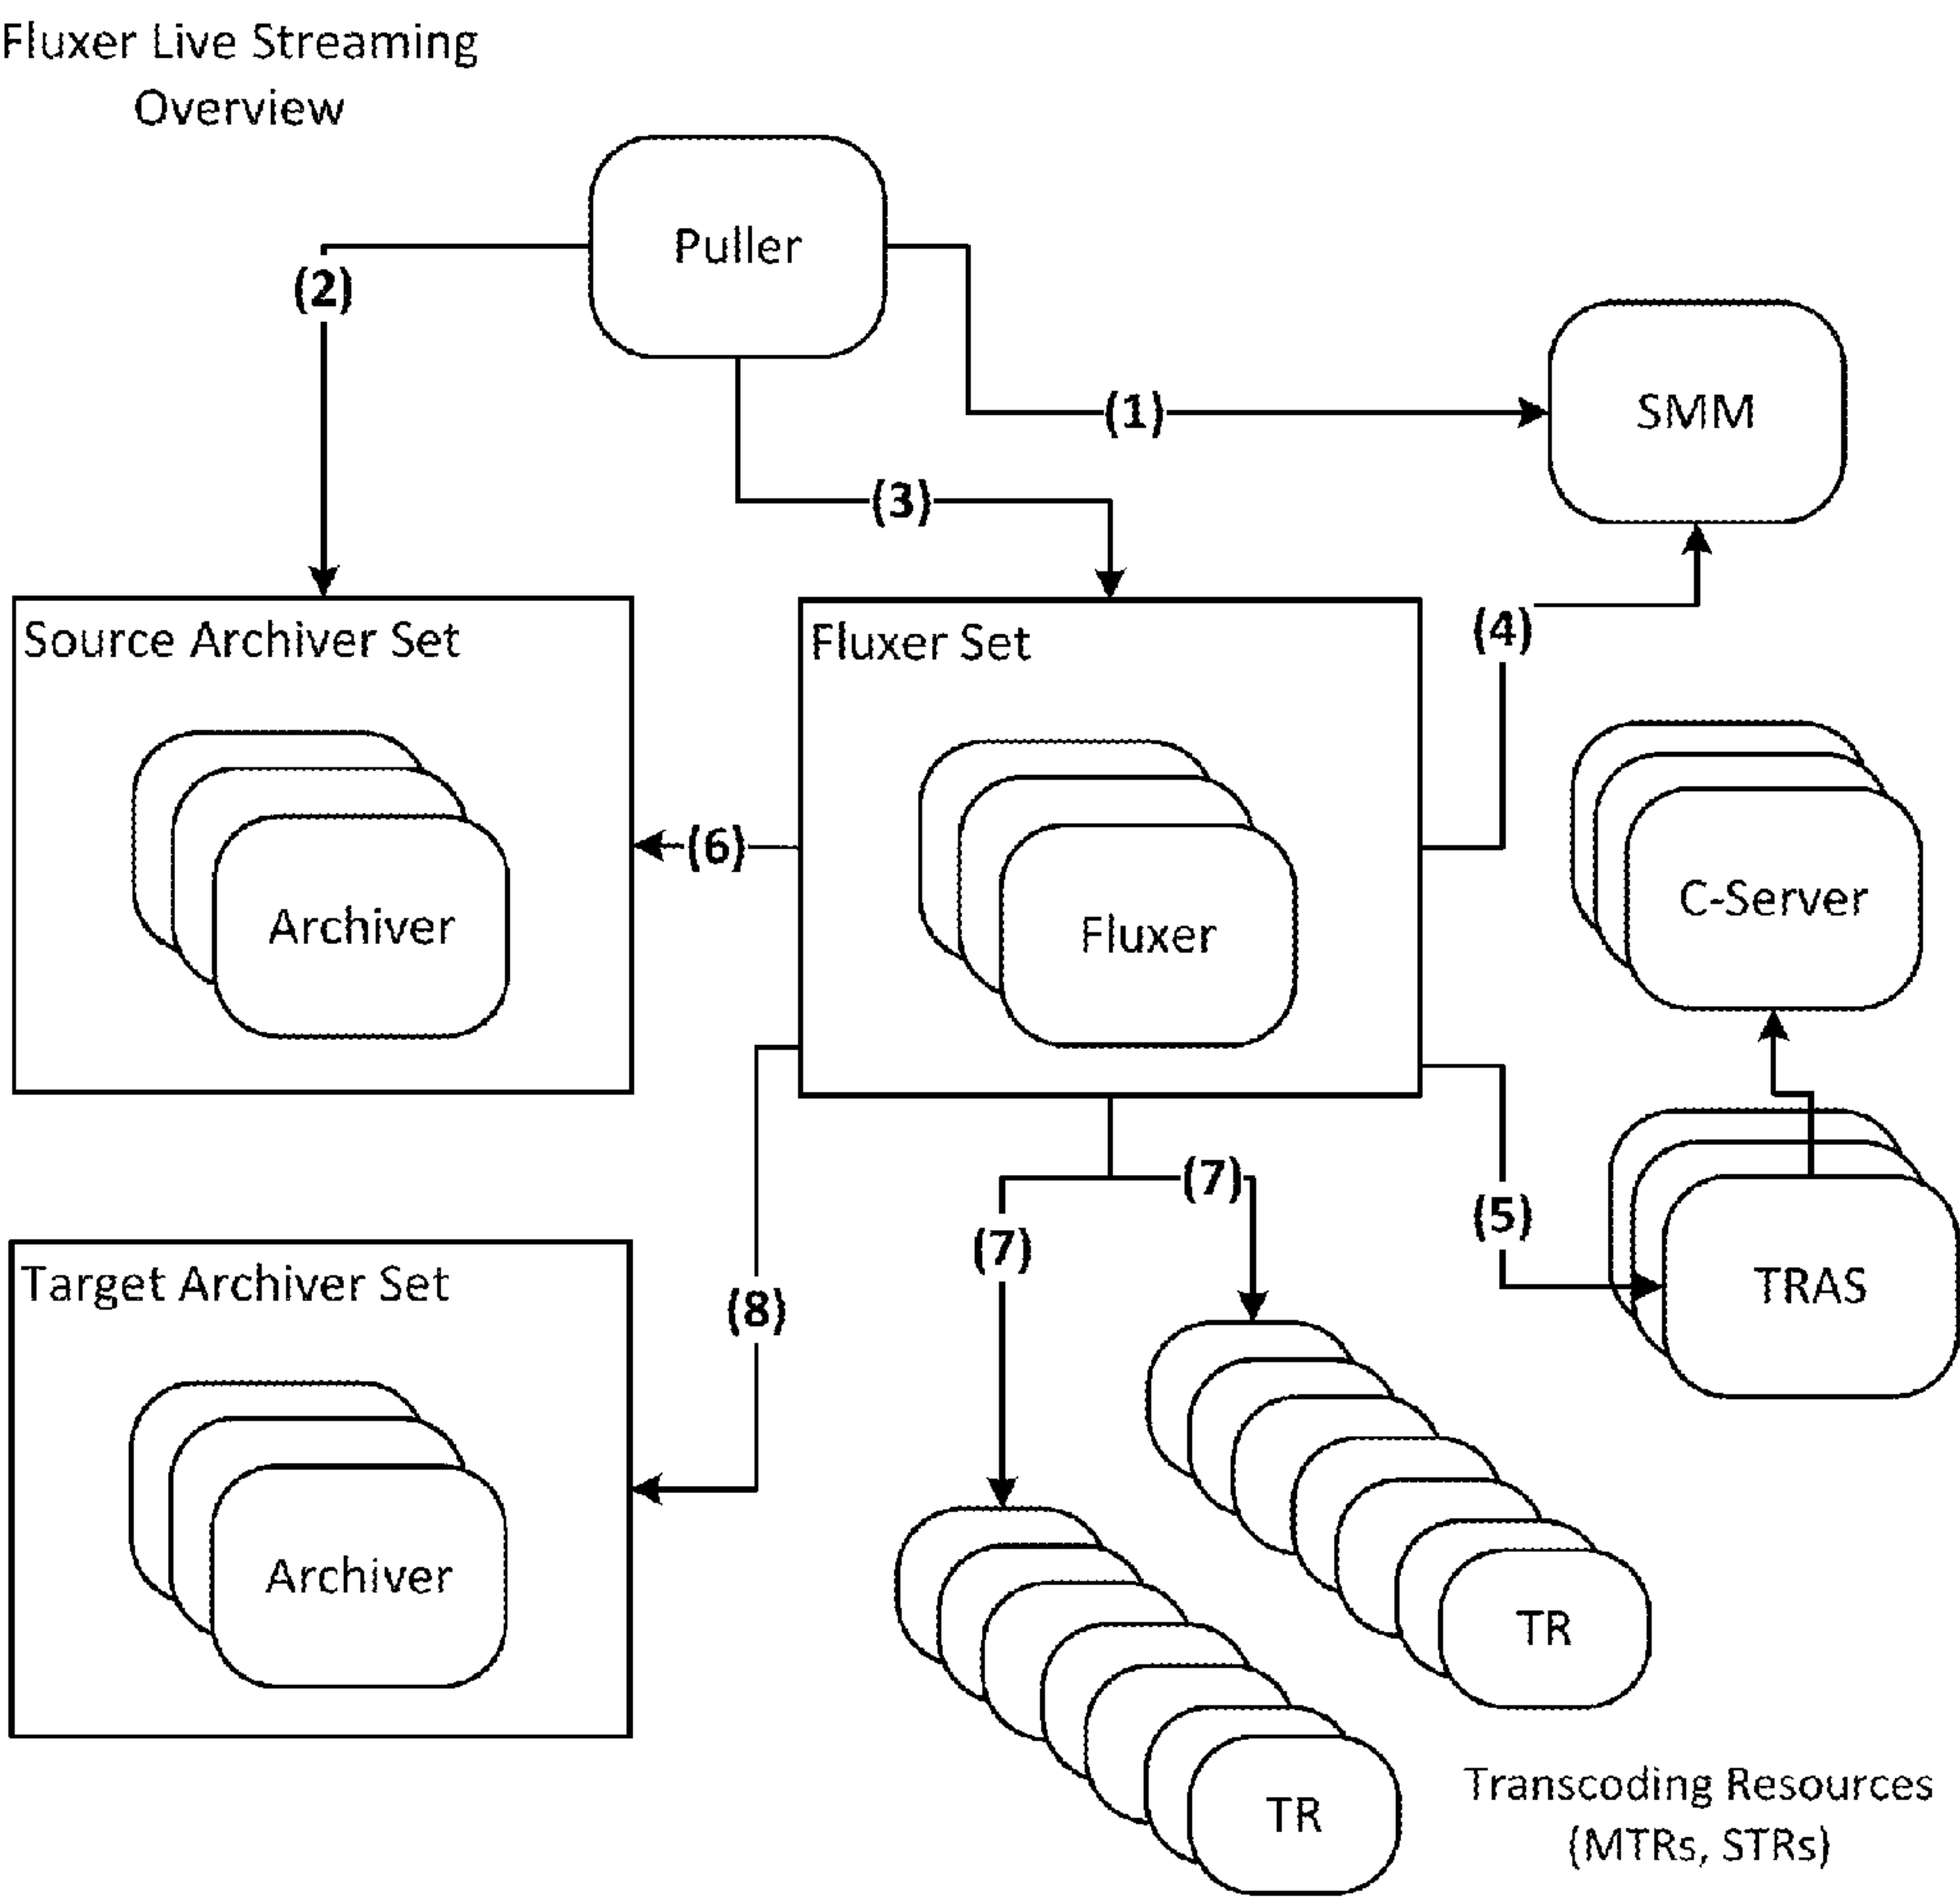 Fluxer Live Streaming
Overview
Puller
(2)
(1)
SMM
(3)
Source Archiver Set
Fluxer Set
(4)
(6)
C-Server
Archiver
Fluxer
(7)
(5)
(7)
Target Archiver Set
TRAS
(8)
Archiver
TR
Transcoding Resources
TR
(MTRs, STRs)